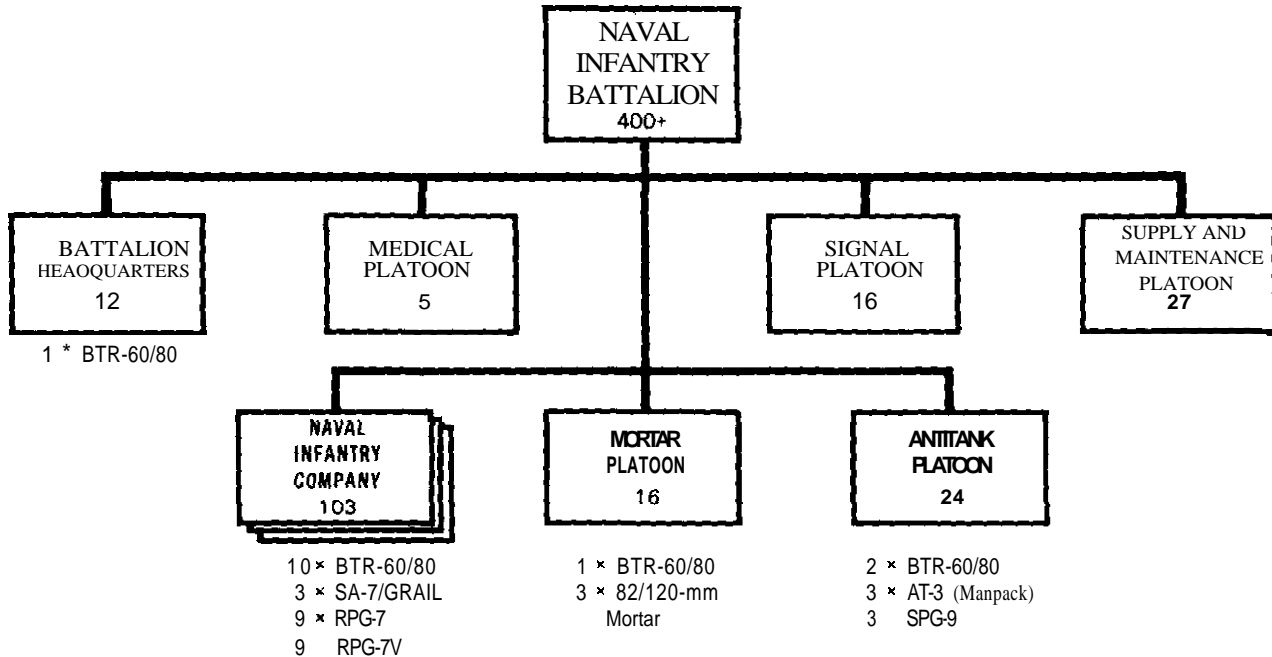 NAVAL
INFANTRY
BATTALION
400+
BATTALION
HEAOQUARTERS
12
1 * BTR-60/80
MEDICAL
PLATOON
5
SIGNAL
PLATOON
16
SUPPLY AND
MAINTENANCE
PLATOON
27
NAVAL
INFANTRY
COMPANY
103
10 × BTR-60/80
3 × SA-7/GRAIL
9 × RPG-7
9 RPG-7V
MORTAR
PLATOON
16
1 × BTR-60/80
3 × 82/120-mm
Mortar
ANTITANK
PLATOON
24
2 × BTR-60/80
3 × AT-3 (Manpack)
3 SPG-9